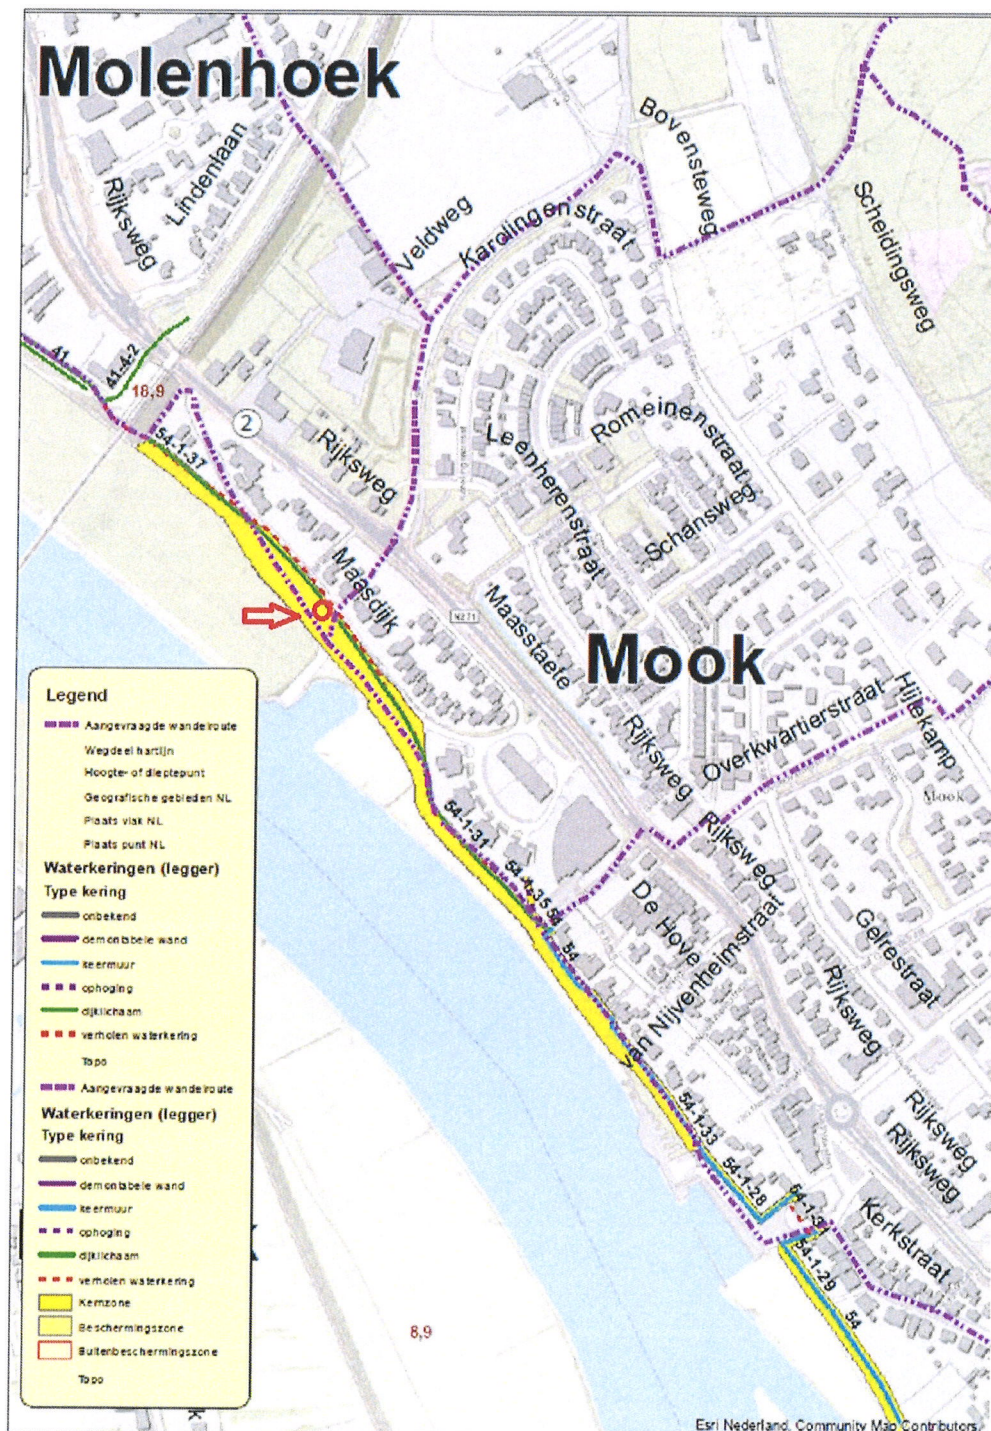 Molenhoek
Rijksweg
Lindenlaan
Veldweg
Karolingenstraat
Bovensteweg
Scheidingsweg
41
41-4-2
18,9
2
54-1-37
Rijksweg
Leenherenstraat
Romeinenstraat
Schansweg
Maasdijk
N271
Maasstaete
Mook
Rijksweg
Overkwartierstraat
Hijlekamp
Mook
54-1-31
54-1-35
54
54
De Hove
Van Nijvenheimstraat
Rijksweg
Gelrestraat
Rijksweg
54-1-33
54-1-28
54-1-31
54-1-29
54
Kerkstraat
Rijksweg
Rijksweg
8,9
Legend
Aangevraagde wandelroute
Wegdeel hartlijn
Hoogte- of dieptepunt
Geografische gebieden NL
Plaats vlak NL
Plaats punt NL
Waterkeringen (legger)
Type kering
onbekend
demontabele wand
keermuur
ophoging
dijklichaam
verholen waterkering
Topo
Aangevraagde wandelroute
Waterkeringen (legger)
Type kering
onbekend
demontabele wand
keermuur
ophoging
dijklichaam
verholen waterkering
Kernzone
Beschermingszone
Buitenbeschermingszone
Topo
Esri Nederland, Community Map Contributors,